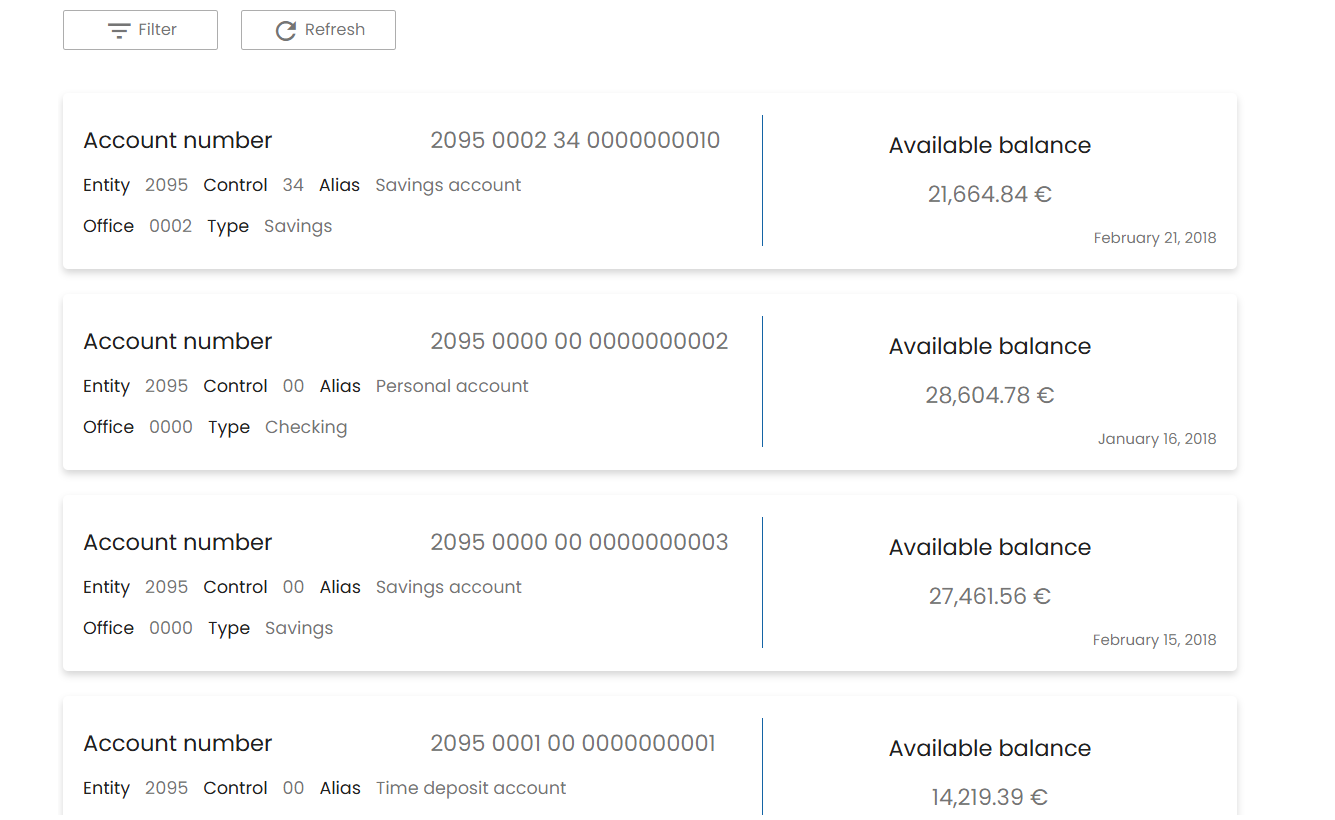 Filter Refresh
Account number 2095 0002 34 0000000010
Available balance
Entity 2095 Control 34 Alias Savings account
21,664.84 €
Office 0002 Type Savings
February 21, 2018
Account number 2095 0000 00 0000000002
Available balance
Entity 2095 Control 00 Alias Personal account
28,604.78 €
Office 0000 Type Checking
January 16, 2018
Account number 2095 0000 00 0000000003
Available balance
Entity 2095 Control 00 Alias Savings account
27,461.56 €
Office 0000 Type Savings
February 15, 2018
Account number 2095 0001 00 0000000001
Available balance
Entity 2095 Control 00 Alias Time deposit account
14,219.39 €